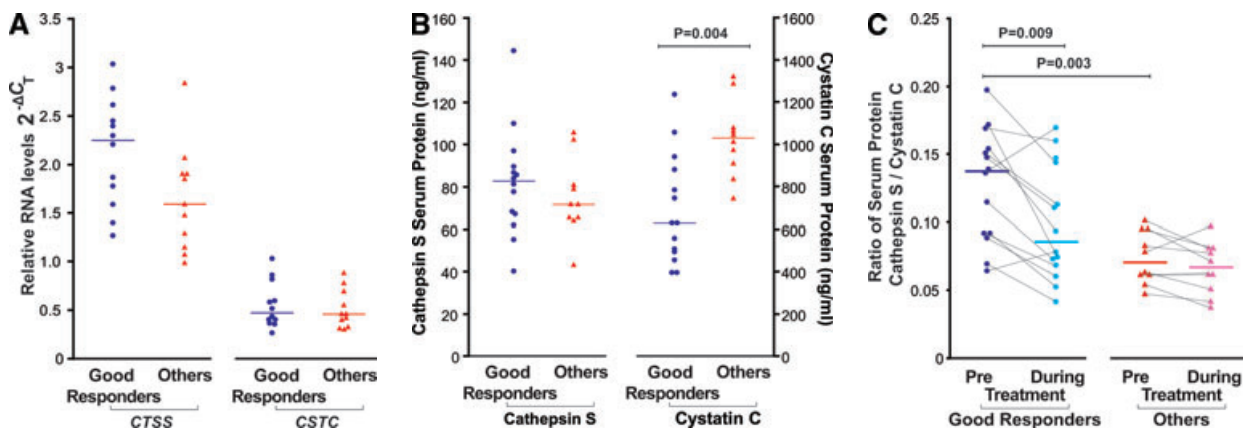 A
Relative RNA levels 2^-ΔC_T
3.5
3.0
2.5
2.0
1.5
1.0
0.5
0
Good
Responders
Others
Good
Responders
Others
CTSS
CSTC
B
Cathepsin S Serum Protein (ng/ml)
160
140
120
100
80
60
40
20
0
P=0.004
1600
1400
1200
1000
800
600
400
200
0
Cystatin C Serum Protein (ng/ml)
Good
Responders
Others
Good
Responders
Others
Cathepsin S
Cystatin C
C
Ratio of Serum Protein
Cathepsin S / Cystatin C
0.25
0.20
0.15
0.10
0.05
0
P=0.009
P=0.003
Pre During
Treatment
Good Responders
Pre During
Treatment
Others